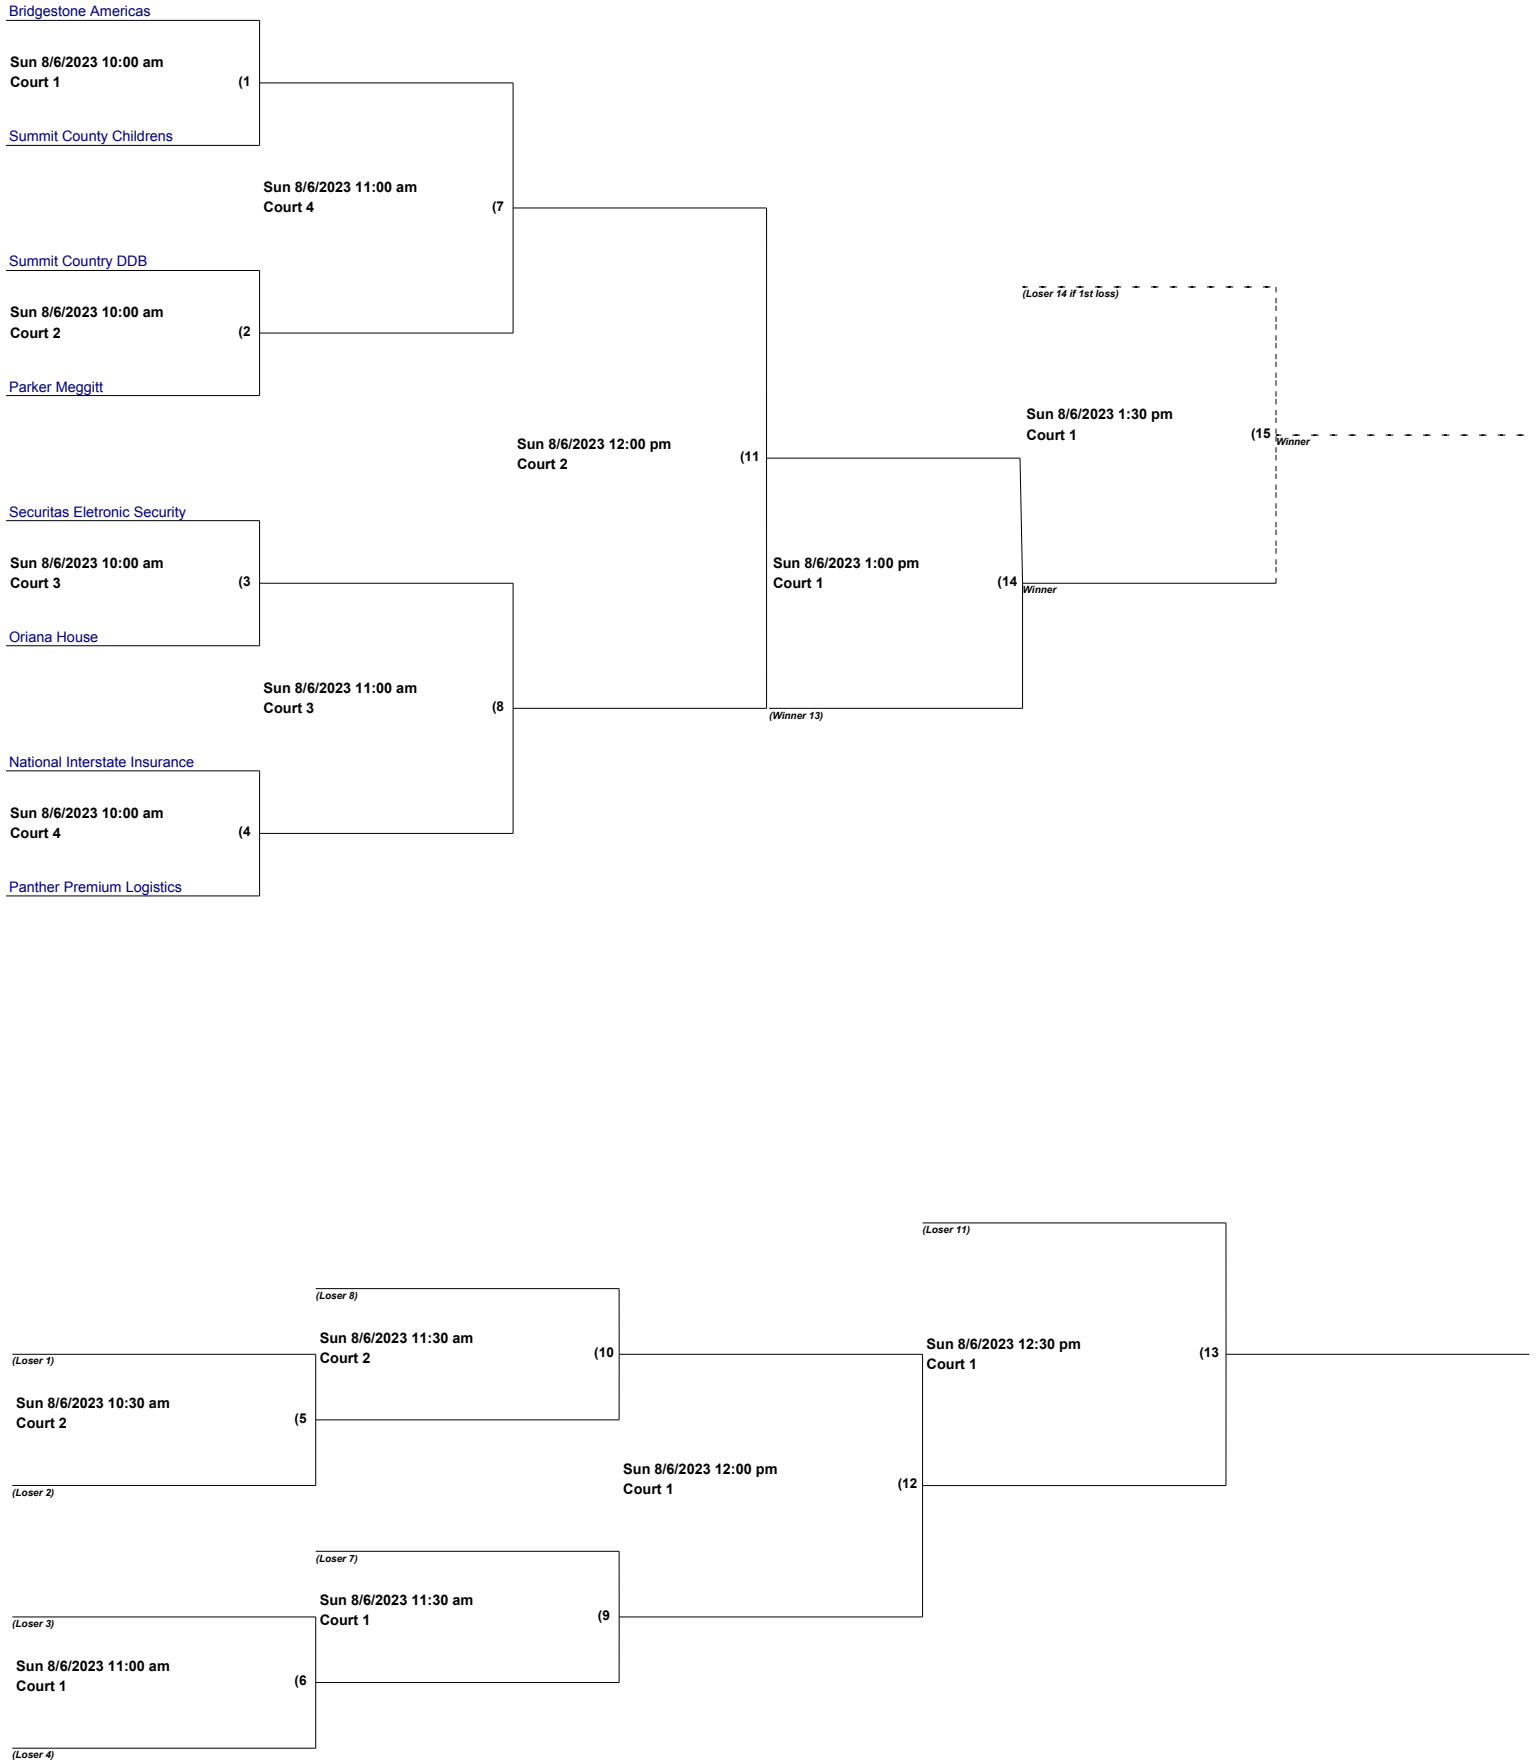 Bridgestone Americas
Sun 8/6/2023 10:00 am
Court 1
(1
Summit County Childrens
Sun 8/6/2023 11:00 am
Court 4
(7
Summit Country DDB
Sun 8/6/2023 10:00 am
Court 2
(2
Parker Meggitt
(Loser 14 if 1st loss)
Sun 8/6/2023 1:30 pm
Court 1
(15
Winner
Sun 8/6/2023 12:00 pm
Court 2
(11
Securitas Eletronic Security
Sun 8/6/2023 10:00 am
Court 3
(3
Sun 8/6/2023 1:00 pm
Court 1
(14
Winner
Oriana House
Sun 8/6/2023 11:00 am
Court 3
(8
(Winner 13)
National Interstate Insurance
Sun 8/6/2023 10:00 am
Court 4
(4
Panther Premium Logistics
(Loser 11)
(Loser 8)
Sun 8/6/2023 11:30 am
Court 2
(10
Sun 8/6/2023 12:30 pm
Court 1
(13
(Loser 1)
Sun 8/6/2023 10:30 am
Court 2
(5
Sun 8/6/2023 12:00 pm
Court 1
(12
(Loser 2)
(Loser 7)
Sun 8/6/2023 11:30 am
Court 1
(9
(Loser 3)
Sun 8/6/2023 11:00 am
Court 1
(6
(Loser 4)